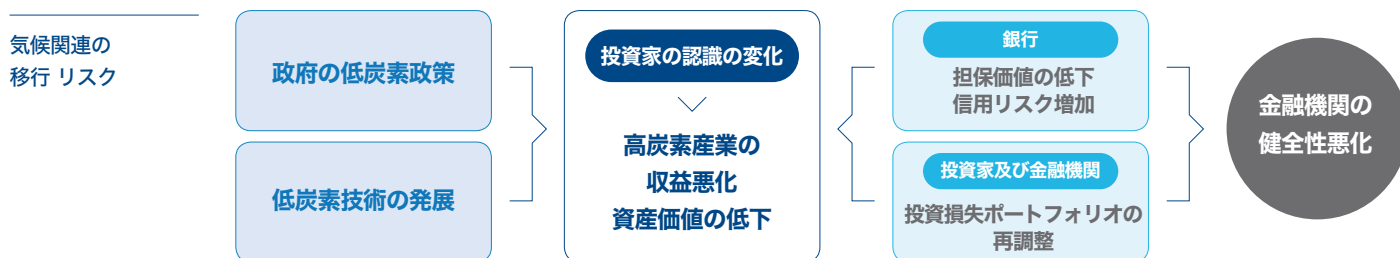 気候関連の
移行 リスク
政府の低炭素政策
低炭素技術の発展
投資家の認識の変化
高炭素産業の
収益悪化
資産価値の低下
銀行
担保価値の低下
信用リスク増加
投資家及び金融機関
投資損失ポートフォリオの
再調整
金融機関の
健全性悪化